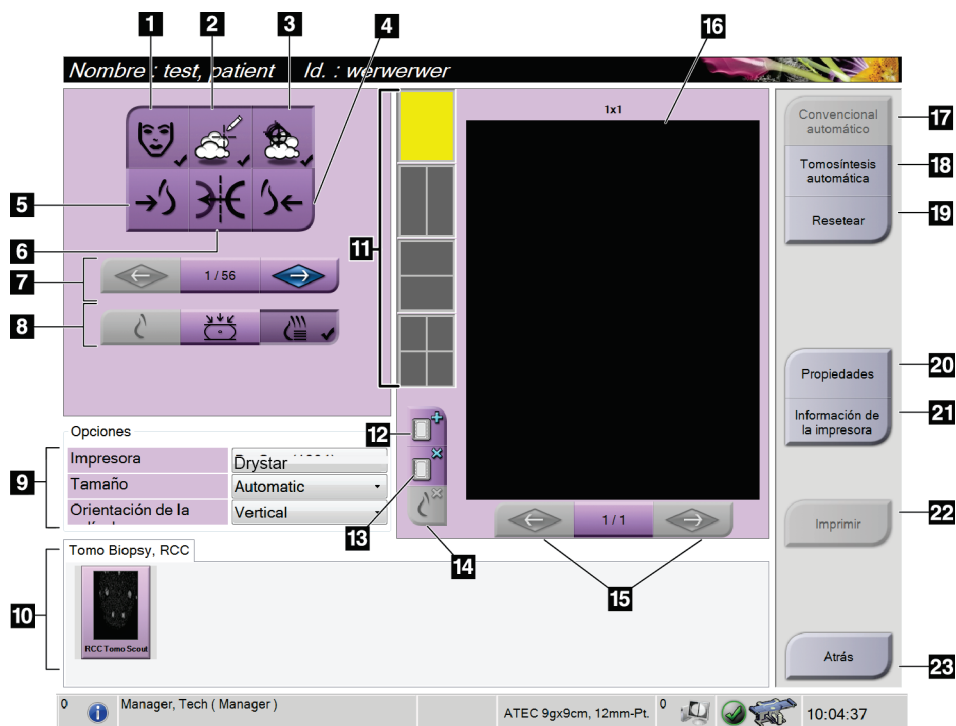 1 2 3 4 16
Nombre : test, patient Id. : werwerwer
1x1
Convencional automático 17
Tomosíntesis automática 18
Resetear 19
5
6
11
7 1 / 56
8
Propiedades 20
Información de la impresora 21
12
13
14
Opciones
9
Impresora Drystar
Tamaño Automatic
Orientación de la Vertical
1 / 1
15
Imprimir 22
Tomo Biopsy, RCC
10
RCC Tomo Scout
Atrás 23
0 Manager, Tech ( Manager ) ATEC 9gx9cm, 12mm-Pt. 0 10:04:37